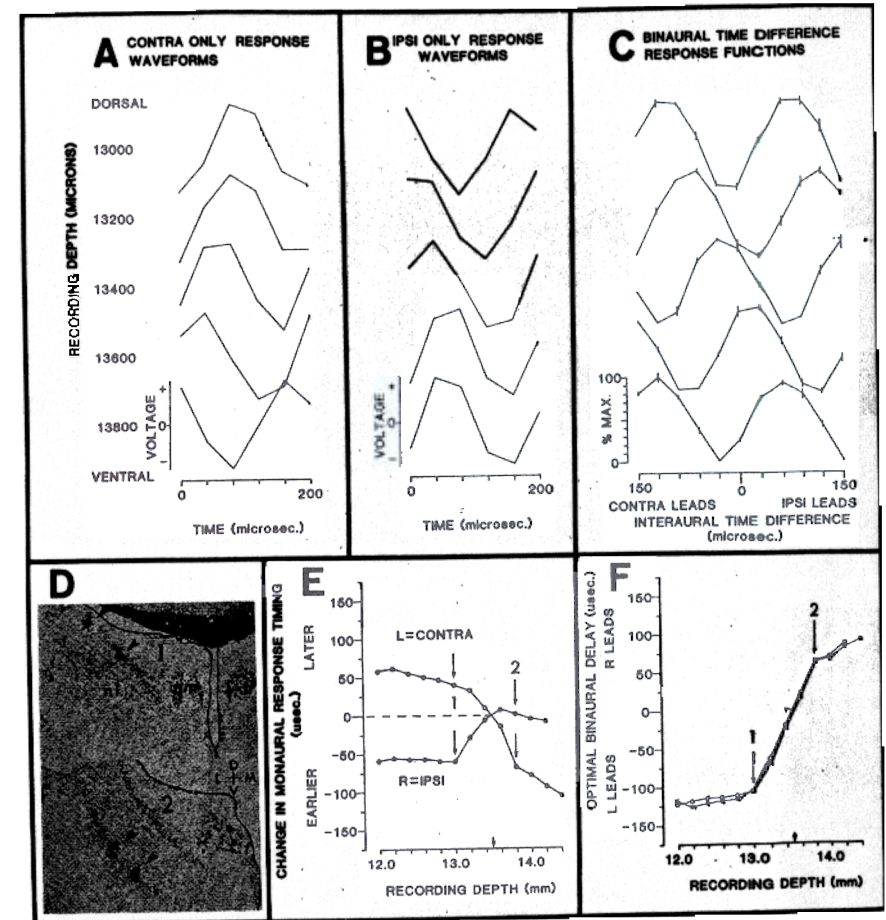 A CONTRA ONLY RESPONSE
WAVEFORMS
DORSAL
RECORDING DEPTH (MICRONS)
13000
13200
13400
13600
13800
VENTRAL
VOLTAGE
+
0
−
0 200
TIME (microsec.)
B IPSI ONLY RESPONSE
WAVEFORMS
VOLTAGE
+
0
0 200
TIME (microsec.)
C BINAURAL TIME DIFFERENCE
RESPONSE FUNCTIONS
100
% MAX.
0
150 0 150
CONTRA LEADS IPSI LEADS
INTERAURAL TIME DIFFERENCE
(microsec.)
D
1
nl
D
L M
2
E
CHANGE IN MONAURAL RESPONSE TIMING
(usec.)
LATER
EARLIER
150
100
50
0
−50
−100
−150
L=CONTRA
1
2
R=IPSI
12.0 13.0 14.0
RECORDING DEPTH (mm)
F
OPTIMAL BINAURAL DELAY (usec.)
L LEADS R LEADS
150
100
50
0
−50
−100
−150
1
2
12.0 13.0 14.0
RECORDING DEPTH (mm)